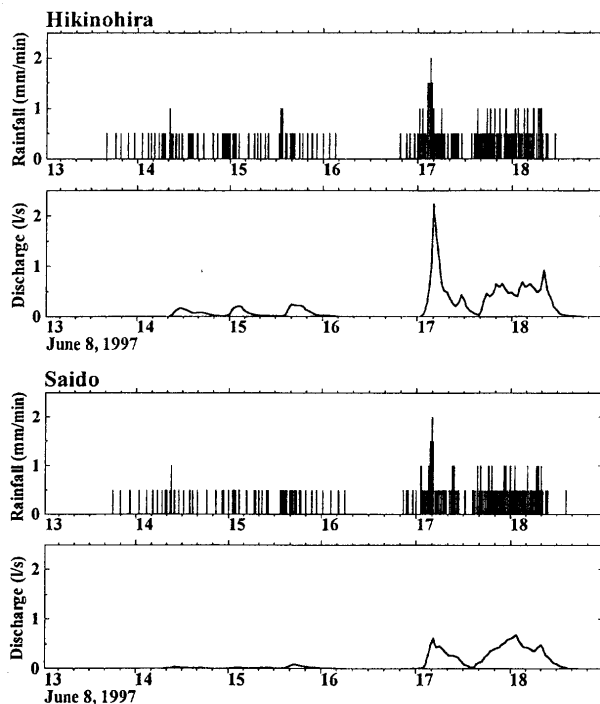 Hikinohira
Rainfall (mm/min)
2
1
0
13 14 15 16 17 18
Discharge (l/s)
2
1
0
13 14 15 16 17 18
June 8, 1997
Saido
Rainfall (mm/min)
2
1
0
13 14 15 16 17 18
Discharge (l/s)
2
1
0
13 14 15 16 17 18
June 8, 1997